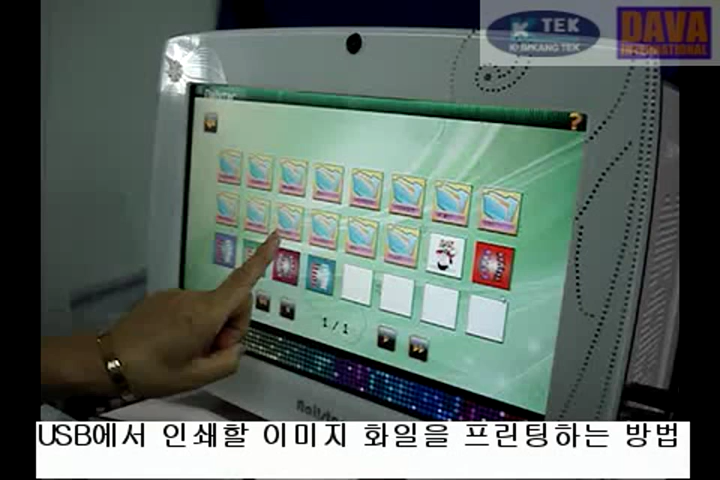 K TEK
DAVA
INTERNATIONAL
?
1 / 1
USB에서 인쇄할 이미지 화일을 프린팅하는 방법